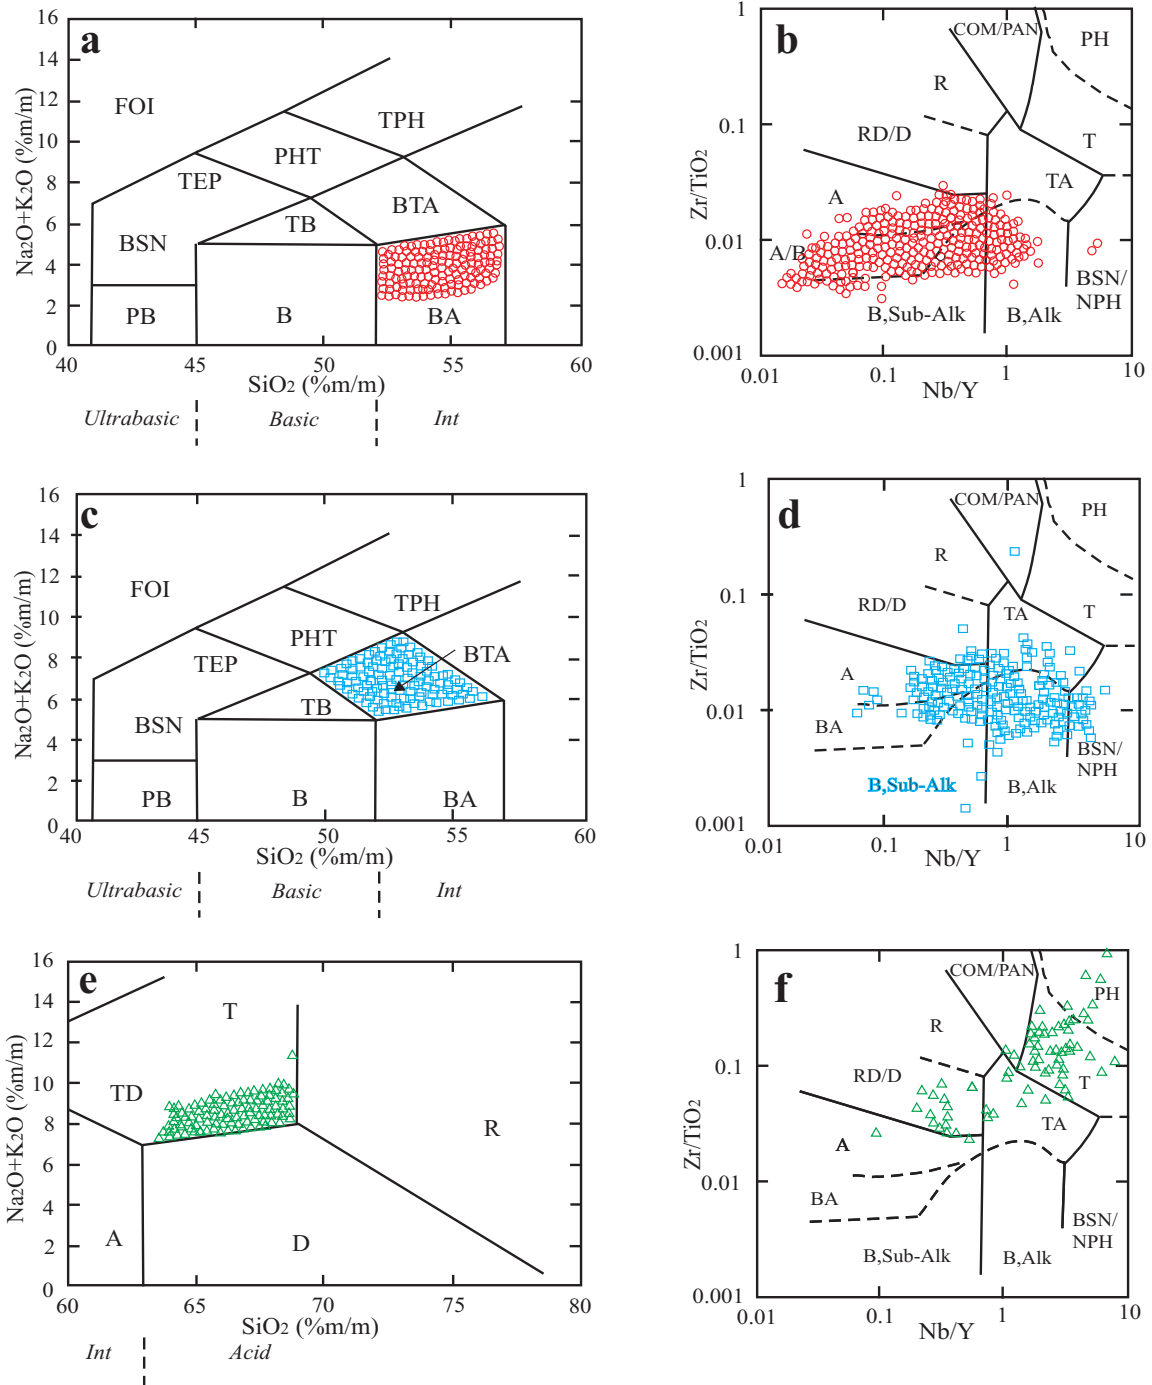 a
16
14
12
10
8
6
4
2
0
Na2O+K2O (%m/m)
FOI
TPH
PHT
TEP
BTA
TB
BSN
PB
B
BA
40
45
50
55
60
SiO2 (%m/m)
Ultrabasic
Basic
Int
b
1
0.1
0.01
0.001
Zr/TiO2
COM/PAN
PH
R
RD/D
T
TA
A
A/B
BSN/
NPH
B,Sub-Alk
B,Alk
0.01
0.1
1
10
Nb/Y
c
16
14
12
10
8
6
4
2
0
Na2O+K2O (%m/m)
FOI
TPH
PHT
TEP
BTA
TB
BSN
PB
B
BA
40
45
50
55
60
SiO2 (%m/m)
Ultrabasic
Basic
Int
d
1
0.1
0.01
0.001
Zr/TiO2
COM/PAN
PH
R
RD/D
TA
T
A
BA
BSN/
NPH
B,Sub-Alk
B,Alk
0.01
0.1
1
10
Nb/Y
e
16
14
12
10
8
6
4
2
0
Na2O+K2O (%m/m)
T
TD
R
A
D
60
65
70
75
80
SiO2 (%m/m)
Int
Acid
f
1
0.1
0.01
0.001
Zr/TiO2
COM/PAN
PH
R
RD/D
T
TA
A
BA
BSN/
NPH
B,Sub-Alk
B,Alk
0.01
0.1
1
10
Nb/Y